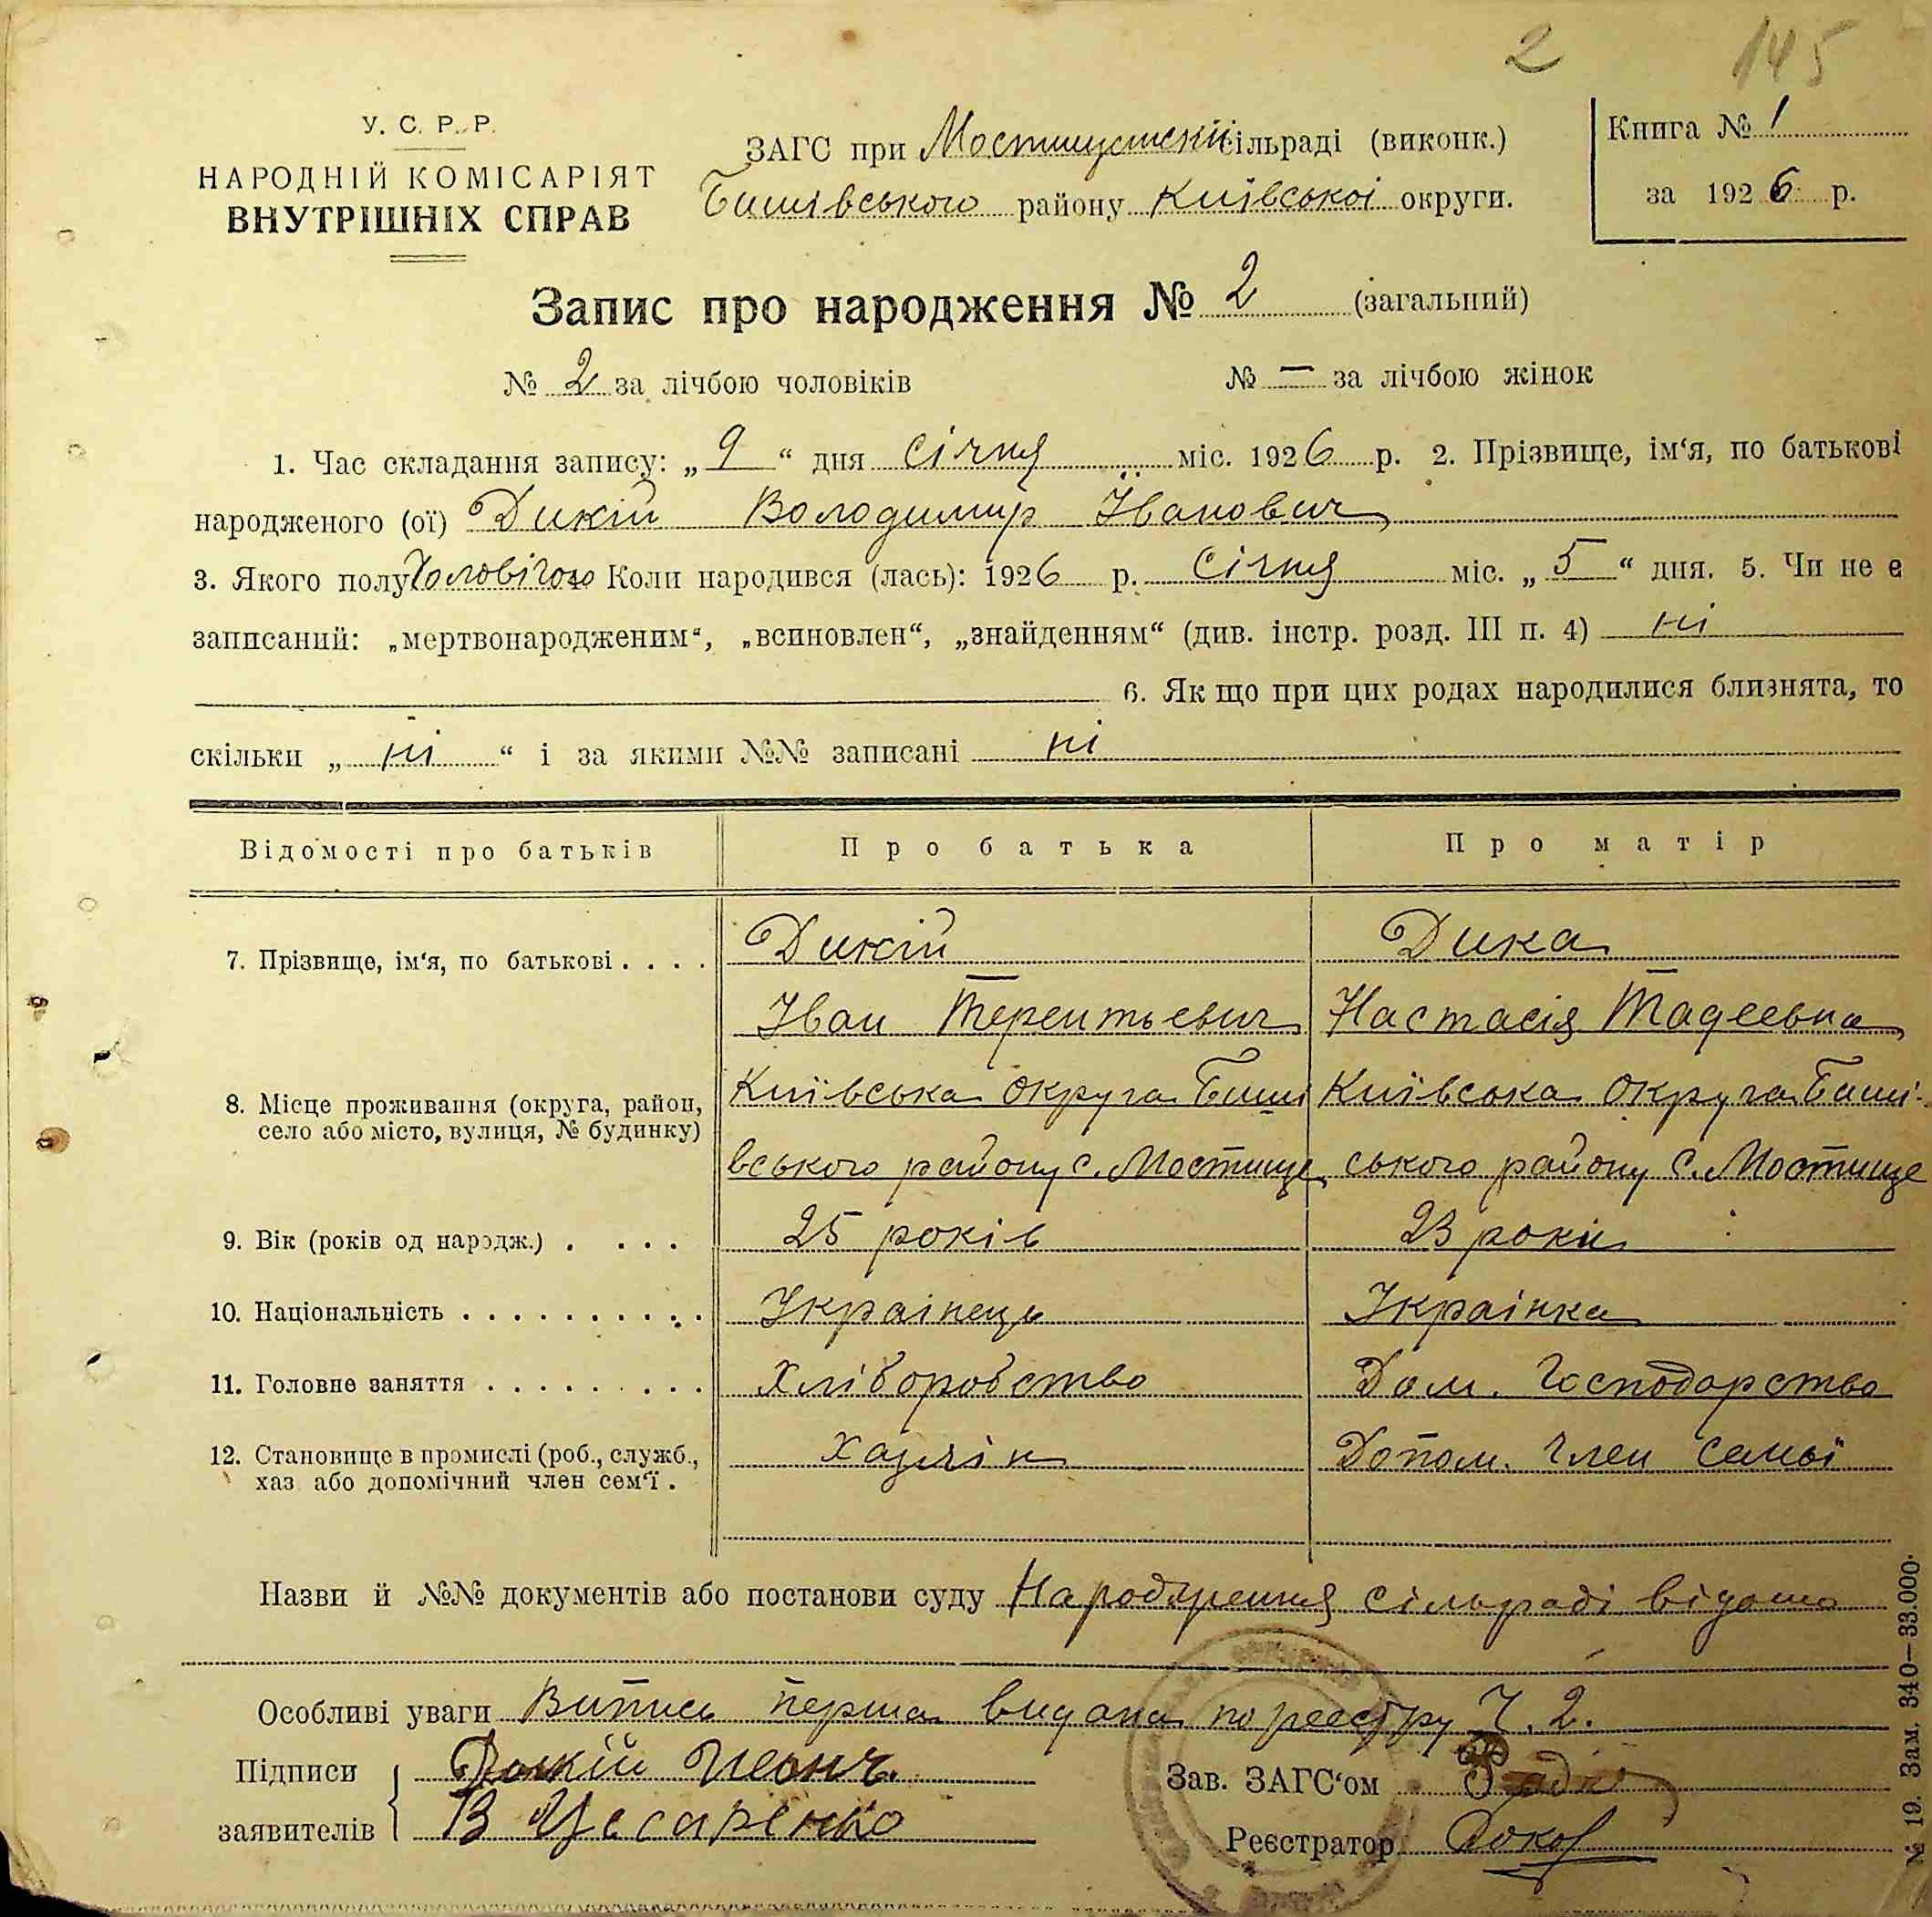 2 145
У. С. Р. Р.
НАРОДНІЙ КОМІСАРІЯТ
ВНУТРІШНІХ СПРАВ
ЗАГС при Мостищенскій сільраді (виконк.)
Бишівського району Київськоі округи.
Книга № 1
за 1926 р.
Запис про народження № 2 (загальний)
№ 2 за лічбою чоловіків № — за лічбою жінок
1. Час складання запису: „ 9 “ дня Січня міс. 1926 р. 2. Прізвище, ім‘я, по батькові
народженого (ої) Дикій Володимир Іванович
3. Якого полу Чоловічого Коли народився (лась): 1926 р. Січня міс. „ 5 “ дня. 5. Чи не е
записаний: „мертвонародженим“, „всиновлен“, „знайденням“ (див. інстр. розд. III п. 4) ні
6. Як що при цих родах народилися близнята, то
скільки „ ні “ і за якими №№ записані ні
Відомості про батьків Про батька Про матір
7. Прізвище, ім‘я, по батькові . . . . Дикій Дика
Іван Терентьевич Настасія Тадеевна
8. Місце проживання (округа, район, Київська округа Биші Київська округа Биші-
село або місто, вулиця, № будинку)
вського району с. Мостище ського району с. Мостище
9. Вік (років од народж.) . . . . 25 років 23 роки
10. Національність . . . . . . . . . . Украінець Украінка
11. Головне заняття . . . . . . . . . Хліборобство Дом. Господарство
12. Становище в промислі (роб., служб., Хазяін Допом. Член семьї
хаз або допомічний член сем‘ї .
Назви й №№ документів або постанови суду Народження сільраді відомо
Особливі уваги Випись перша видана по реестру Ч. 2.
Підписи Дикій
заявителів В Цесаренко
Зав. ЗАГС‘ом
Реєстратор
№ 19. Зам. 340—33.000.